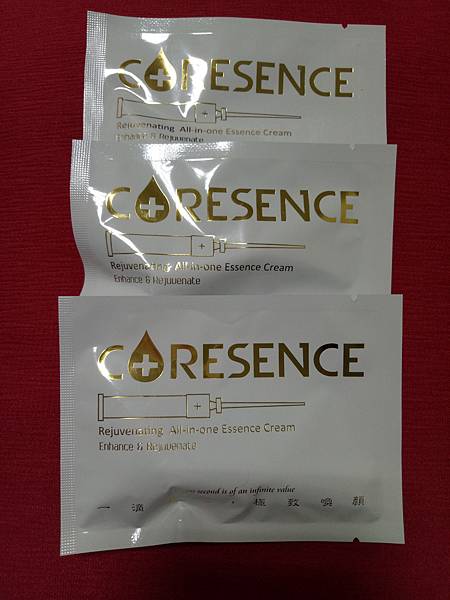 CORESENCE
Rejuvenating All-in-one Essence Cream
Enhance & Rejuvenate
CORESENCE
Rejuvenating All-in-one Essence Cream
Enhance & Rejuvenate
CORESENCE
Rejuvenating All-in-one Essence Cream
Enhance & Rejuvenate
second is of an infinite value
一滴 ・極致喚顏